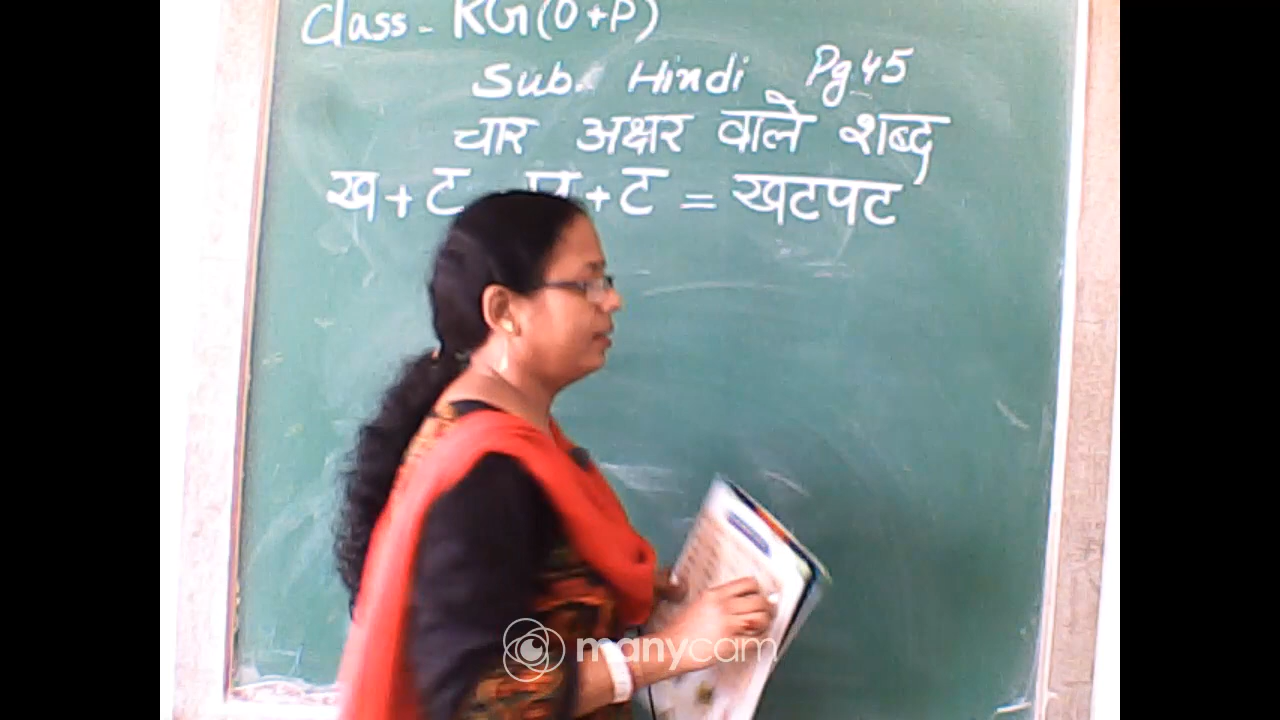 Class - KG (O+P)
Sub. Hindi Pg 45
चार अक्षर वाले शब्द
ख + ट प + ट = खटपट
manycam